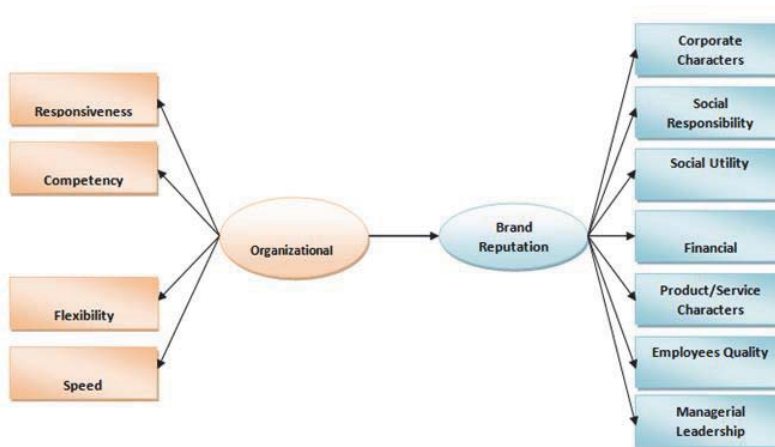 Responsiveness
Competency
Flexibility
Speed
Organizational
Brand
Reputation
Corporate
Characters
Social
Responsibility
Social Utility
Financial
Product/Service
Characters
Employees Quality
Managerial
Leadership